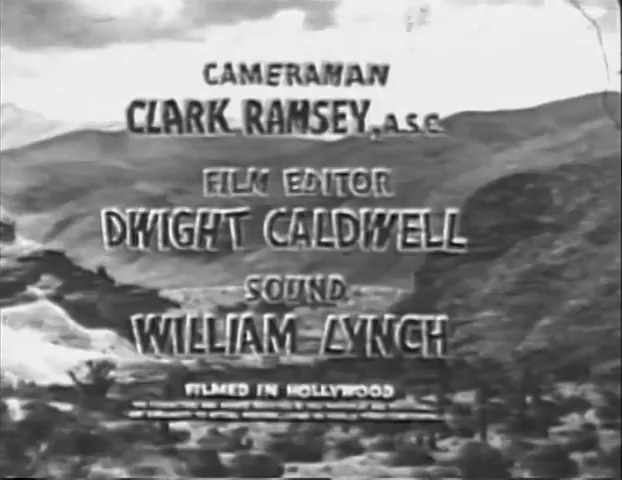 CAMERAMAN
CLARK RAMSEY, A.S.C.
FILM EDITOR
DWIGHT CALDWELL
SOUND
WILLIAM LYNCH
FILMED IN HOLLYWOOD